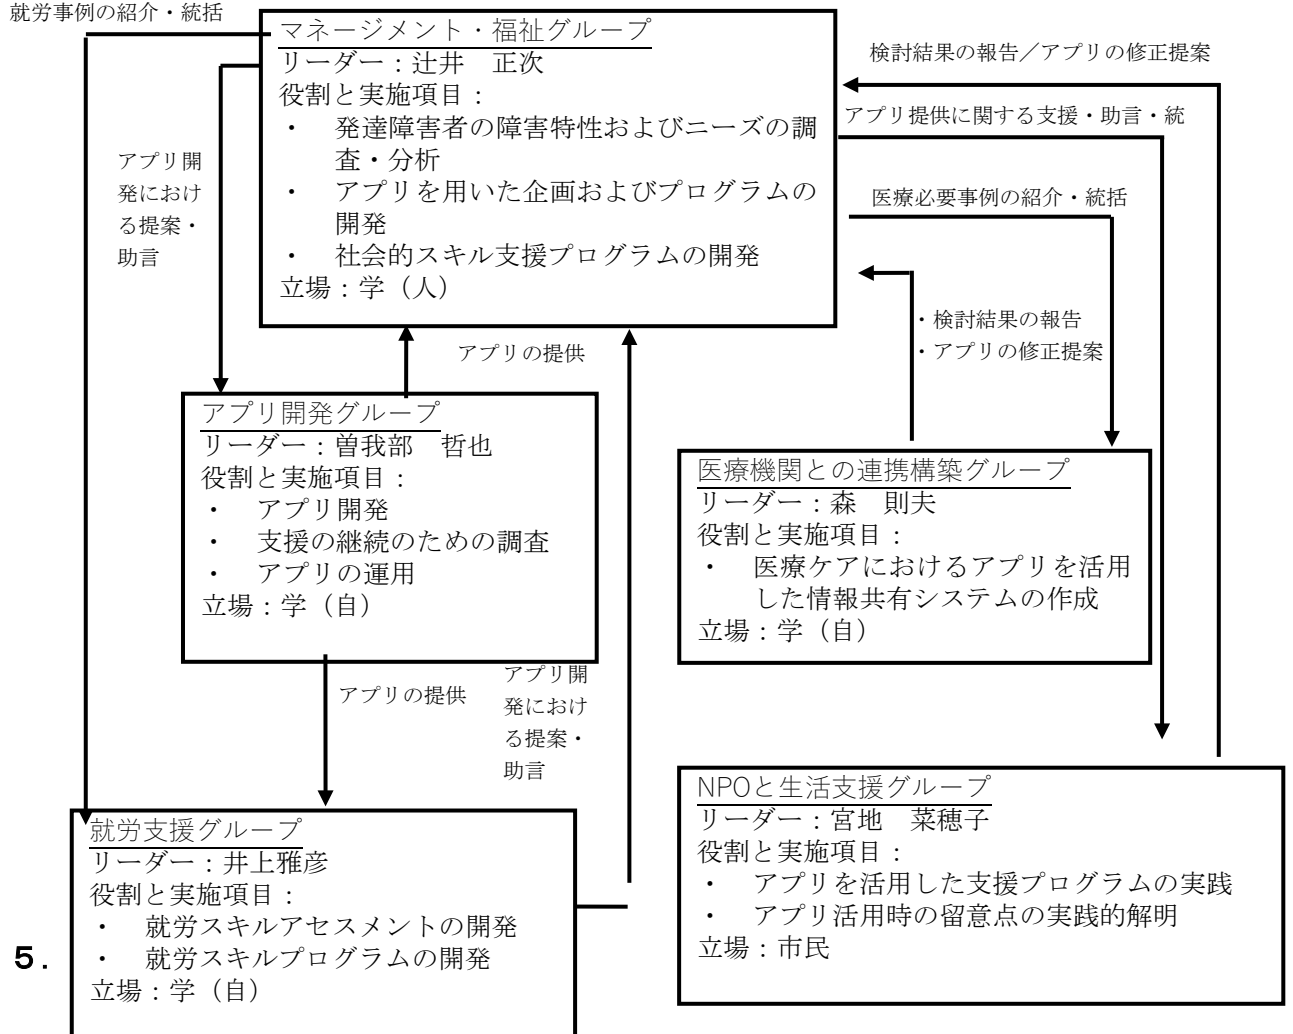 就労事例の紹介・統括
マネージメント・福祉グループ
リーダー：辻井　正次
役割と実施項目：
・　発達障害者の障害特性およびニーズの調
査・分析
・　アプリを用いた企画およびプログラムの
開発
・　社会的スキル支援プログラムの開発
立場：学（人）
検討結果の報告／アプリの修正提案
アプリ提供に関する支援・助言・統
医療必要事例の紹介・統括
・検討結果の報告
・アプリの修正提案
アプリ開
発におけ
る提案・
助言
アプリの提供
アプリ開発グループ
リーダー：曽我部　哲也
役割と実施項目：
・　アプリ開発
・　支援の継続のための調査
・　アプリの運用
立場：学（自）
医療機関との連携構築グループ
リーダー：森　則夫
役割と実施項目：
・　医療ケアにおけるアプリを活用
した情報共有システムの作成
立場：学（自）
アプリの提供
アプリ開
発におけ
る提案・
助言
就労支援グループ
リーダー：井上雅彦
役割と実施項目：
・　就労スキルアセスメントの開発
・　就労スキルプログラムの開発
立場：学（自）
5．
NPOと生活支援グループ
リーダー：宮地　菜穂子
役割と実施項目：
・　アプリを活用した支援プログラムの実践
・　アプリ活用時の留意点の実践的解明
立場：市民